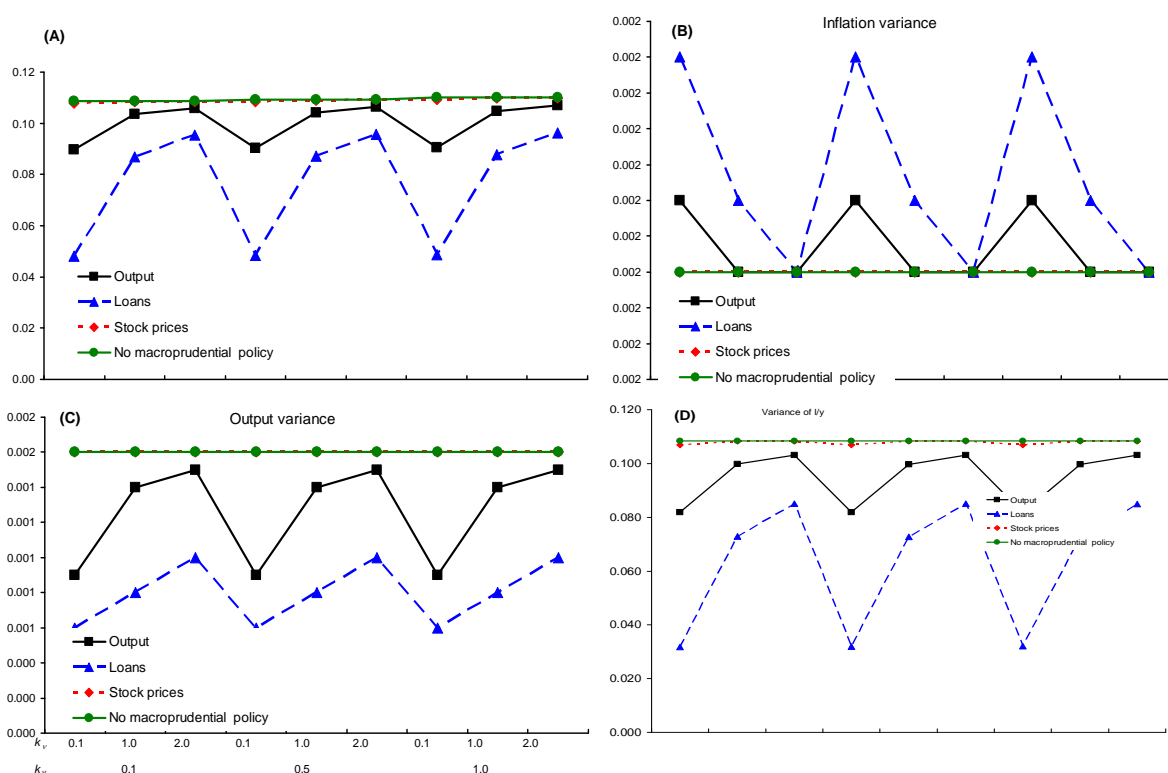 (A)
0.12
0.10
0.08
0.06
0.04
0.02
0.00
Output
Loans
Stock prices
No macroprudential policy
(B)
Inflation variance
0.002
0.002
0.002
0.002
0.002
0.002
0.002
0.002
0.002
0.002
0.002
Output
Loans
Stock prices
No macroprudential policy
(C)
Output variance
0.002
0.002
0.001
0.001
0.001
0.001
0.000
0.000
0.000
Output
Loans
Stock prices
No macroprudential policy
0.1 1.0 2.0 0.1 1.0 2.0 0.1 1.0 2.0
0.1 0.5 1.0
(D)
Variance of l/y
0.120
0.100
0.080
0.060
0.040
0.020
0.000
Output
Loans
Stock prices
No macroprudential policy